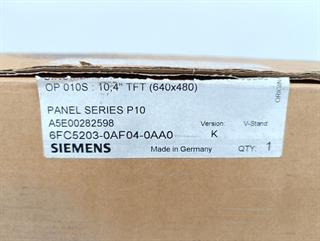 OP 010S : 10,4" TFT (640x480)
PANEL SERIES P10
A5E00282598 Version: V-Stand:
6FC5203-0AF04-0AA0 K
SIEMENS Made in Germany QTY: 1
ORIGIN